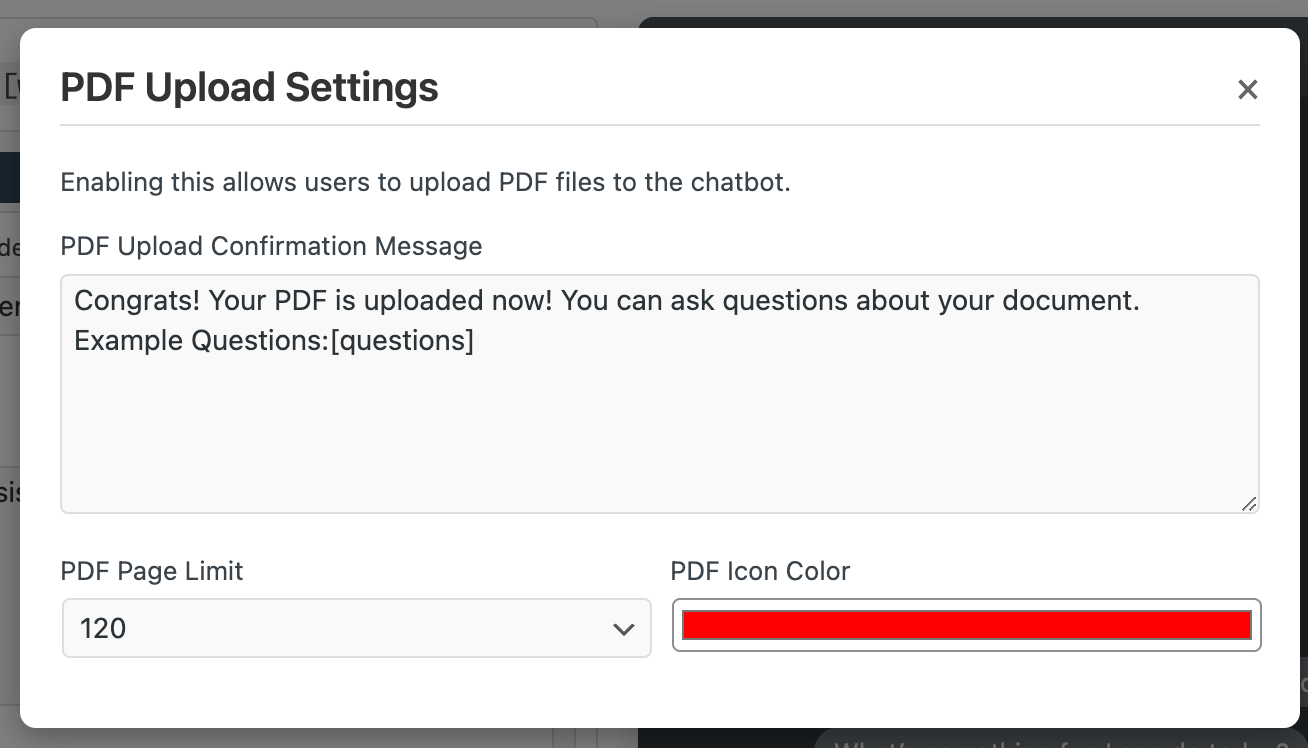 PDF Upload Settings
×
Enabling this allows users to upload PDF files to the chatbot.
PDF Upload Confirmation Message
Congrats! Your PDF is uploaded now! You can ask questions about your document.
Example Questions:[questions]
PDF Page Limit
PDF Icon Color
120